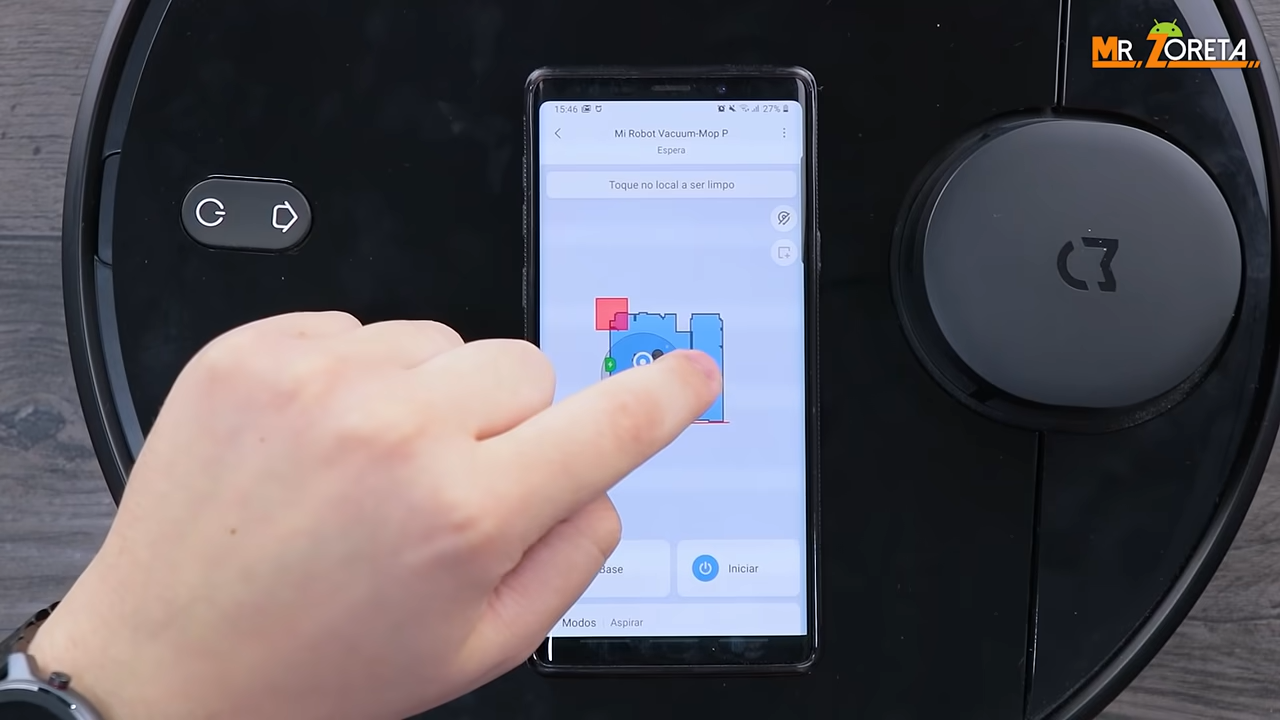 MR. ZORETA
15:46
27%
Mi Robot Vacuum-Mop P
Espera
Toque no local a ser limpo
Base
Iniciar
Modos | Aspirar